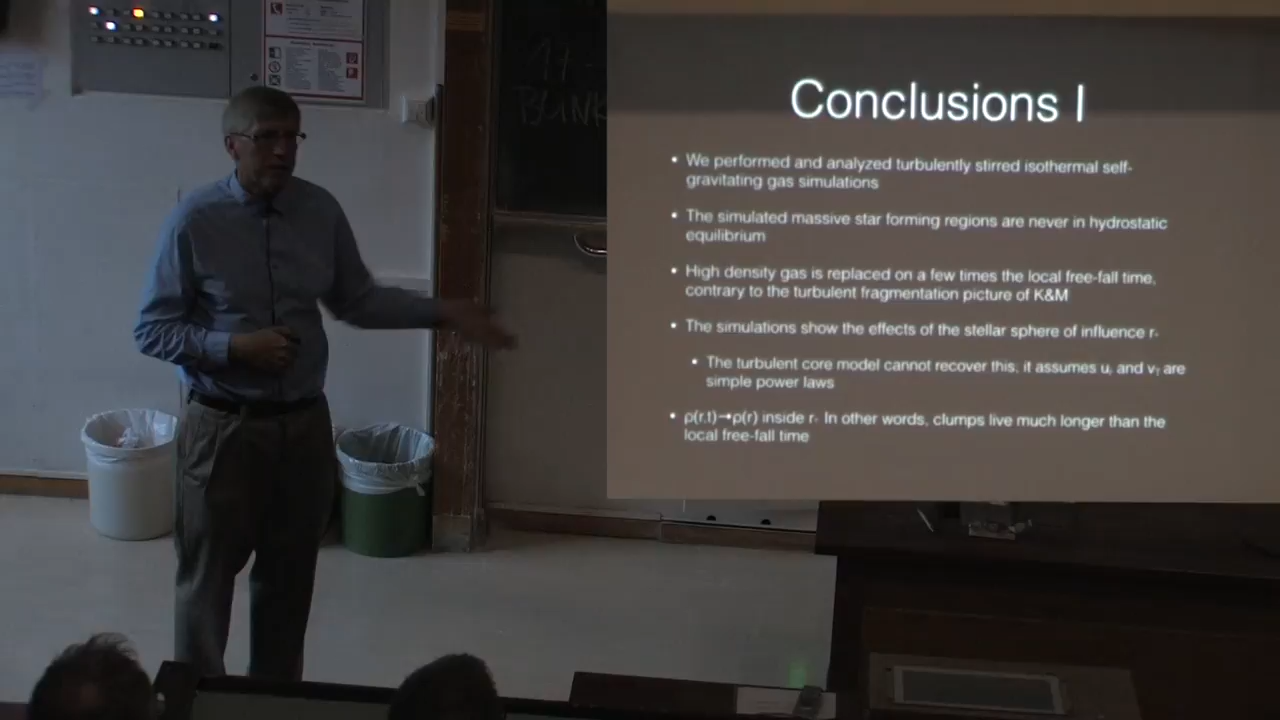 Conclusions I
• We performed and analyzed turbulently stirred isothermal self-
gravitating gas simulations
• The simulated massive star forming regions are never in hydrostatic
equilibrium
• High density gas is replaced on a few times the local free-fall time,
contrary to the turbulent fragmentation picture of K&M
• The simulations show the effects of the stellar sphere of influence r*
• The turbulent core model cannot recover this; it assumes uᵣ and vT are
simple power laws
• ρ(r,t)→ρ(r) inside r* In other words, clumps live much longer than the
local free-fall time